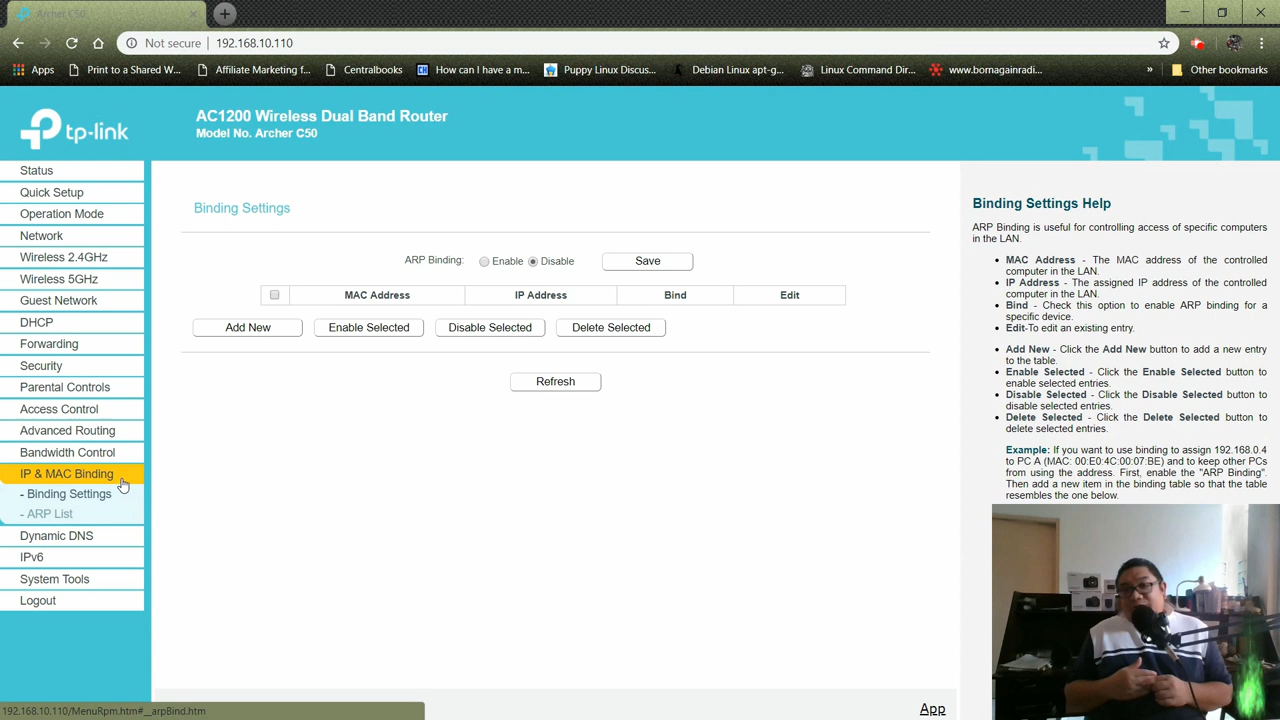 Archer C50
Not secure
192.168.10.110
Apps
Print to a Shared W...
Affiliate Marketing f...
Centralbooks
How can I have a m...
Puppy Linux Discus...
Debian Linux apt-g...
Linux Command Dir...
www.bornagainradi...
»
Other bookmarks
tp-link
AC1200 Wireless Dual Band Router
Model No. Archer C50
Status
Quick Setup
Operation Mode
Network
Wireless 2.4GHz
Wireless 5GHz
Guest Network
DHCP
Forwarding
Security
Parental Controls
Access Control
Advanced Routing
Bandwidth Control
IP & MAC Binding
- Binding Settings
- ARP List
Dynamic DNS
IPv6
System Tools
Logout
Binding Settings
ARP Binding: Enable Disable Save
MAC Address IP Address Bind Edit
Add New Enable Selected Disable Selected Delete Selected
Refresh
Binding Settings Help
ARP Binding is useful for controlling access of specific computers
in the LAN.
• MAC Address - The MAC address of the controlled
computer in the LAN.
• IP Address - The assigned IP address of the controlled
computer in the LAN.
• Bind - Check this option to enable ARP binding for a
specific device.
• Edit-To edit an existing entry.
• Add New - Click the Add New button to add a new entry
to the table.
• Enable Selected - Click the Enable Selected button to
enable selected entries.
• Disable Selected - Click the Disable Selected button to
disable selected entries.
• Delete Selected - Click the Delete Selected button to
delete selected entries.
Example: If you want to use binding to assign 192.168.0.4
to PC A (MAC: 00:E0:4C:00:07:BE) and to keep other PCs
from using the address. First, enable the "ARP Binding".
Then add a new item in the binding table so that the table
resembles the one below.
App
192.168.10.110/MenuRpm.htm#__arpBind.htm